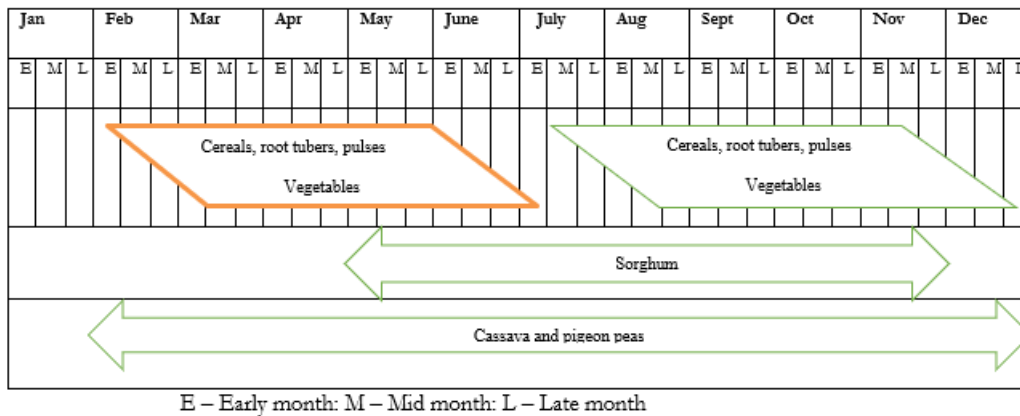 Jan Feb Mar Apr May June July Aug Sept Oct Nov Dec
E M L E M L E M L E M L E M L E M L E M L E M L E M L E M L E M L E M L
Cereals, root tubers, pulses
Vegetables
Cereals, root tubers, pulses
Vegetables
Sorghum
Cassava and pigeon peas
E – Early month: M – Mid month: L – Late month